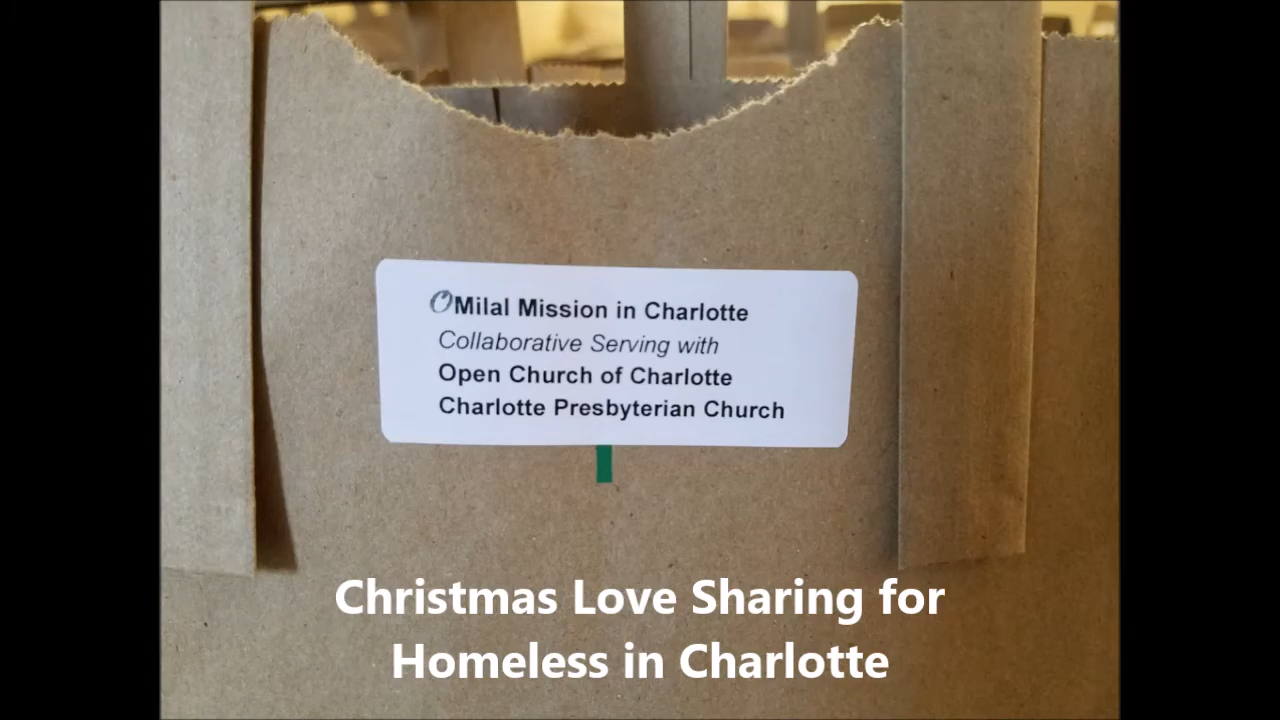 OMilal Mission in Charlotte
Collaborative Serving with
Open Church of Charlotte
Charlotte Presbyterian Church
Christmas Love Sharing for
Homeless in Charlotte